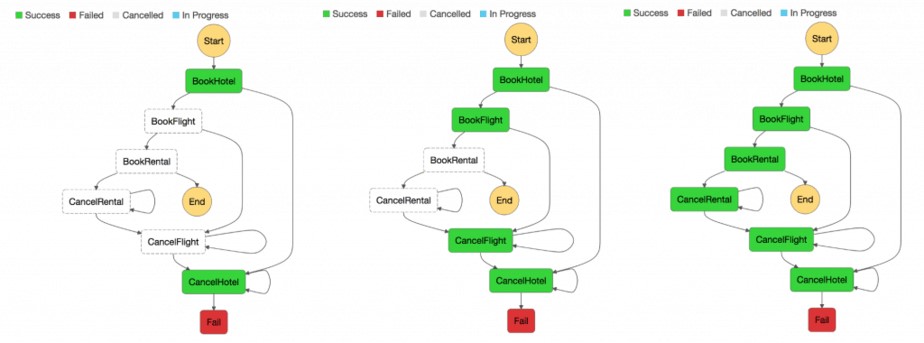 Success Failed Cancelled In Progress
Start
BookHotel
BookFlight
BookRental
CancelRental
End
CancelFlight
CancelHotel
Fail
Success Failed Cancelled In Progress
Start
BookHotel
BookFlight
BookRental
CancelRental
End
CancelFlight
CancelHotel
Fail
Success Failed Cancelled In Progress
Start
BookHotel
BookFlight
BookRental
CancelRental
End
CancelFlight
CancelHotel
Fail